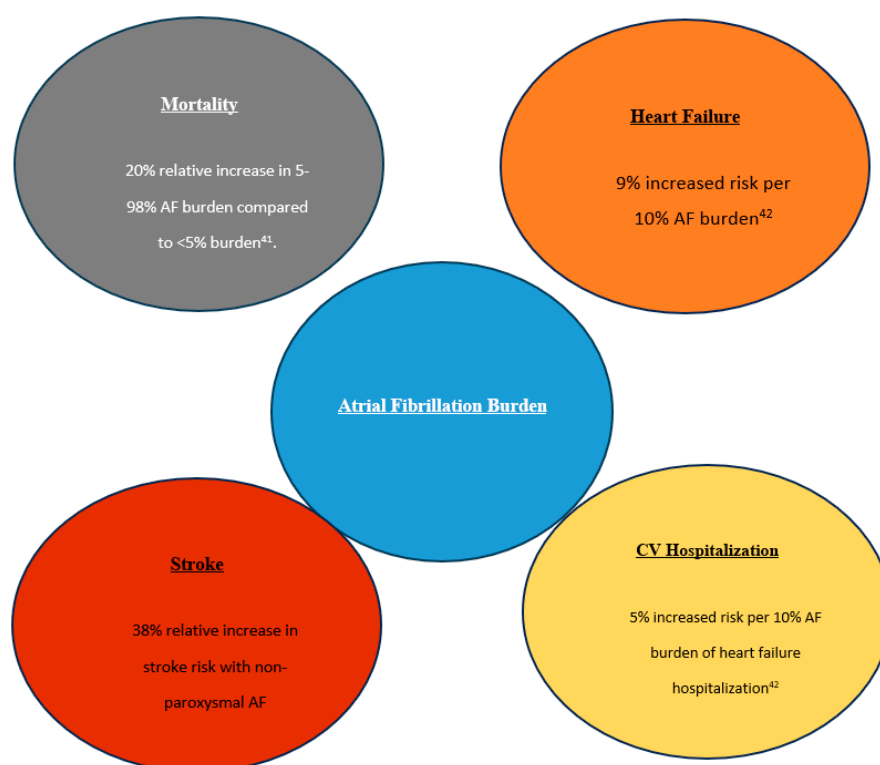 Mortality
20% relative increase in 5-
98% AF burden compared
to <5% burden⁴¹.
Heart Failure
9% increased risk per
10% AF burden⁴²
Atrial Fibrillation Burden
Stroke
38% relative increase in
stroke risk with non-
paroxysmal AF
CV Hospitalization
5% increased risk per 10% AF
burden of heart failure
hospitalization⁴²